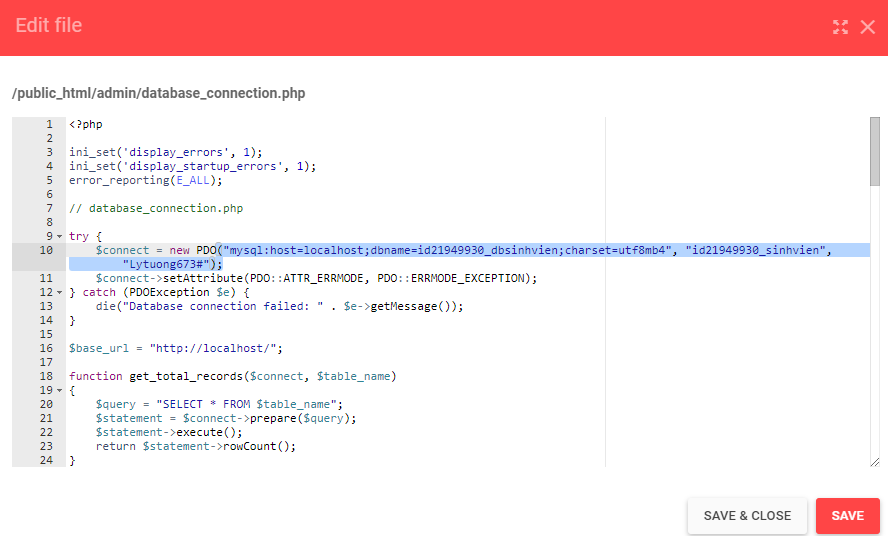 Edit file
/public_html/admin/database_connection.php
1 <?php
2
3 ini_set('display_errors', 1);
4 ini_set('display_startup_errors', 1);
5 error_reporting(E_ALL);
6
7 // database_connection.php
8
9 try {
10 $connect = new PDO("mysql:host=localhost;dbname=id21949930_dbsinhvien;charset=utf8mb4", "id21949930_sinhvien",
"Lytuong673#");
11 $connect->setAttribute(PDO::ATTR_ERRMODE, PDO::ERRMODE_EXCEPTION);
12 } catch (PDOException $e) {
13 die("Database connection failed: " . $e->getMessage());
14 }
15
16 $base_url = "http://localhost/";
17
18 function get_total_records($connect, $table_name)
19 {
20 $query = "SELECT * FROM $table_name";
21 $statement = $connect->prepare($query);
22 $statement->execute();
23 return $statement->rowCount();
24 }
SAVE & CLOSE
SAVE